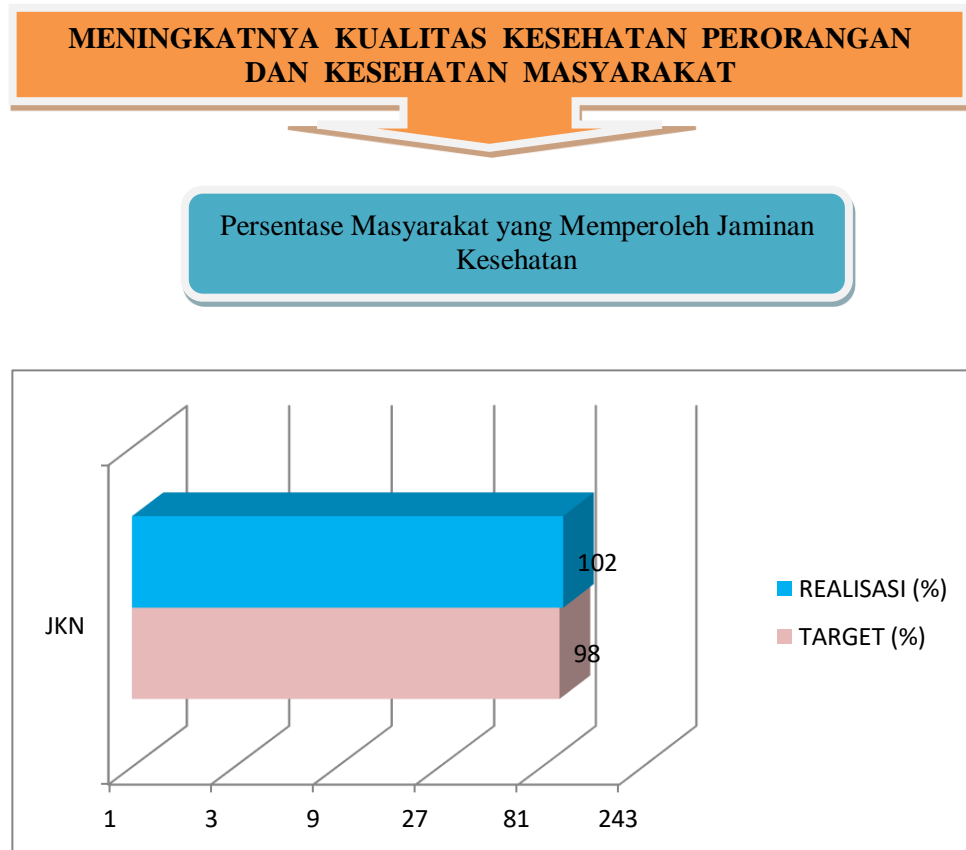 MENINGKATNYA KUALITAS KESEHATAN PERORANGAN
DAN KESEHATAN MASYARAKAT
Persentase Masyarakat yang Memperoleh Jaminan
Kesehatan
102
REALISASI (%)
JKN
98
TARGET (%)
1 3 9 27 81 243